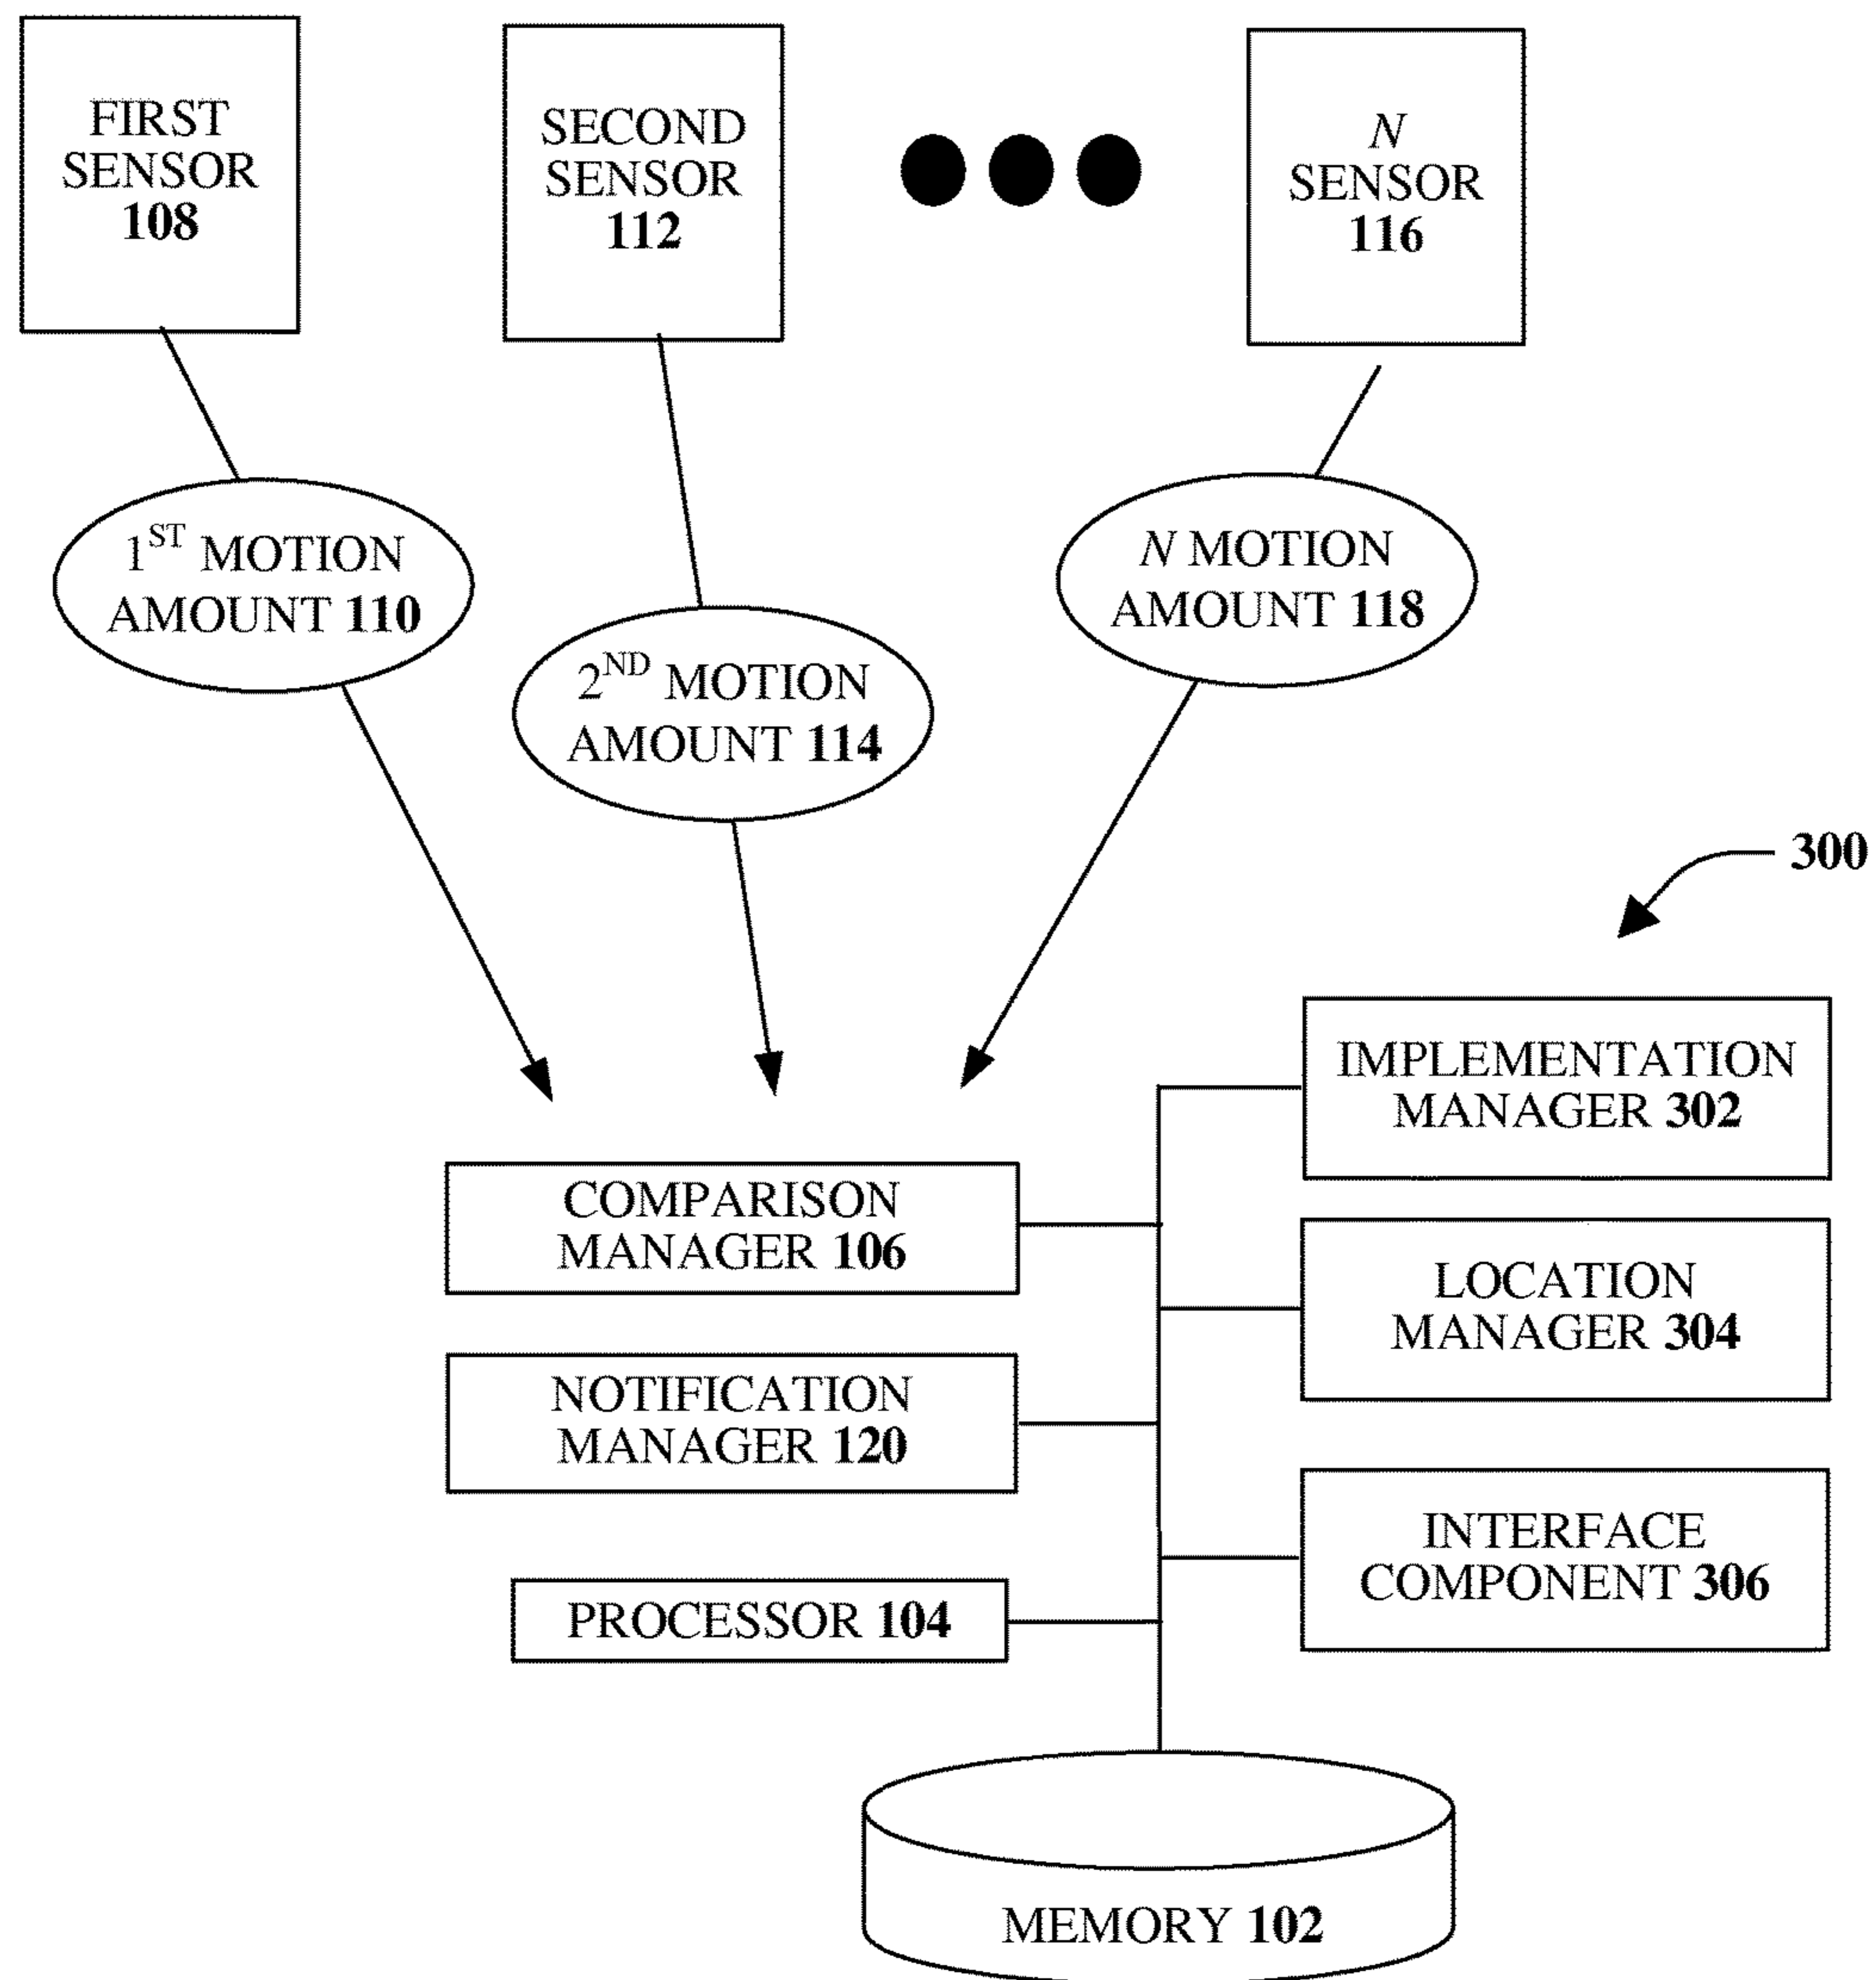 FIRST
SENSOR
108
SECOND
SENSOR
112
N
SENSOR
116
1ST MOTION
AMOUNT 110
2ND MOTION
AMOUNT 114
N MOTION
AMOUNT 118
300
IMPLEMENTATION
MANAGER 302
COMPARISON
MANAGER 106
LOCATION
MANAGER 304
NOTIFICATION
MANAGER 120
INTERFACE
COMPONENT 306
PROCESSOR 104
MEMORY 102